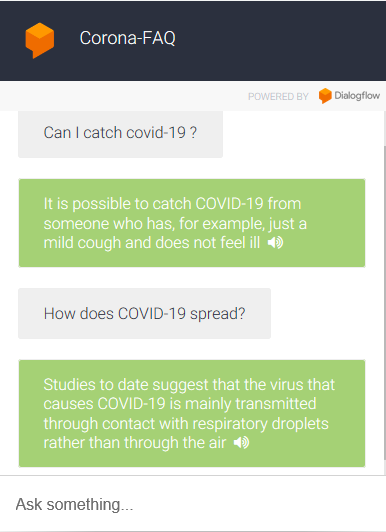 Corona-FAQ
POWERED BY Dialogflow
Can I catch covid-19 ?
It is possible to catch COVID-19 from
someone who has, for example, just a
mild cough and does not feel ill
How does COVID-19 spread?
Studies to date suggest that the virus that
causes COVID-19 is mainly transmitted
through contact with respiratory droplets
rather than through the air
Ask something...